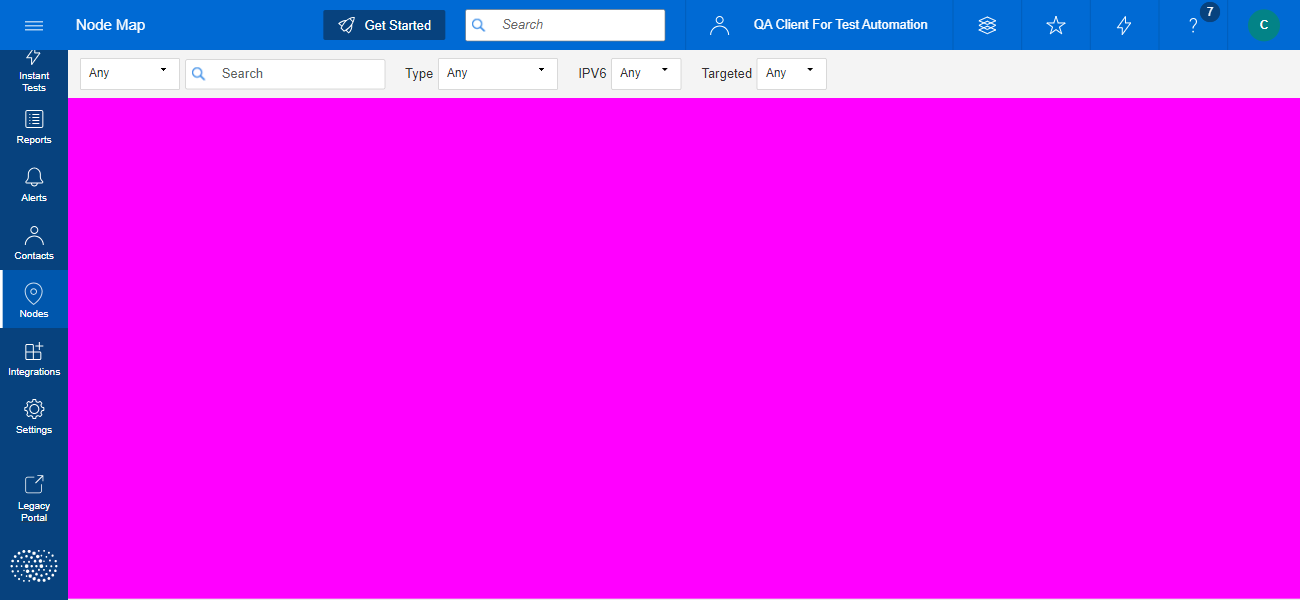 Node Map
Get Started
Search
QA Client For Test Automation
?
7
C
Any
Search
Type
Any
IPV6
Any
Targeted
Any
Instant
Tests
Reports
Alerts
Contacts
Nodes
Integrations
Settings
Legacy
Portal